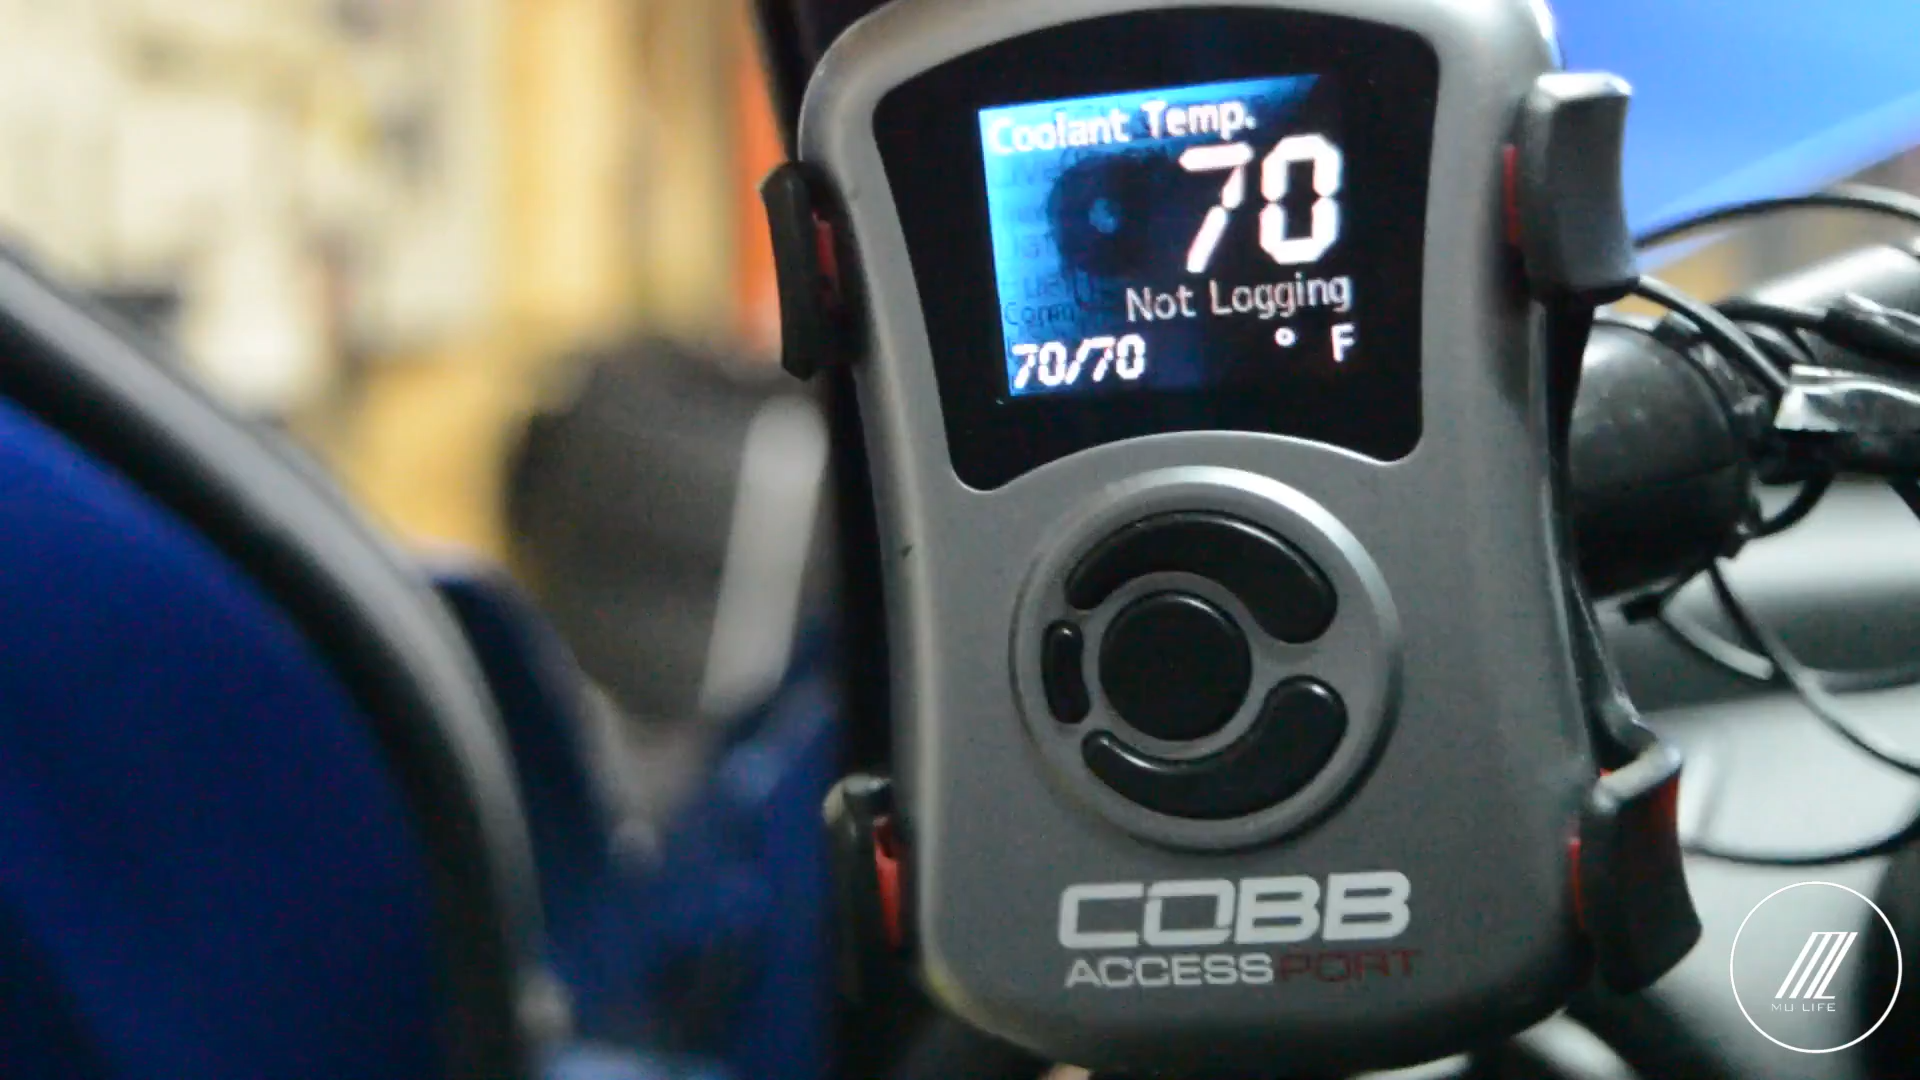 Coolant Temp.
70
Not Logging
70/70 ° F
COBB
ACCESSPORT
MU LIFE